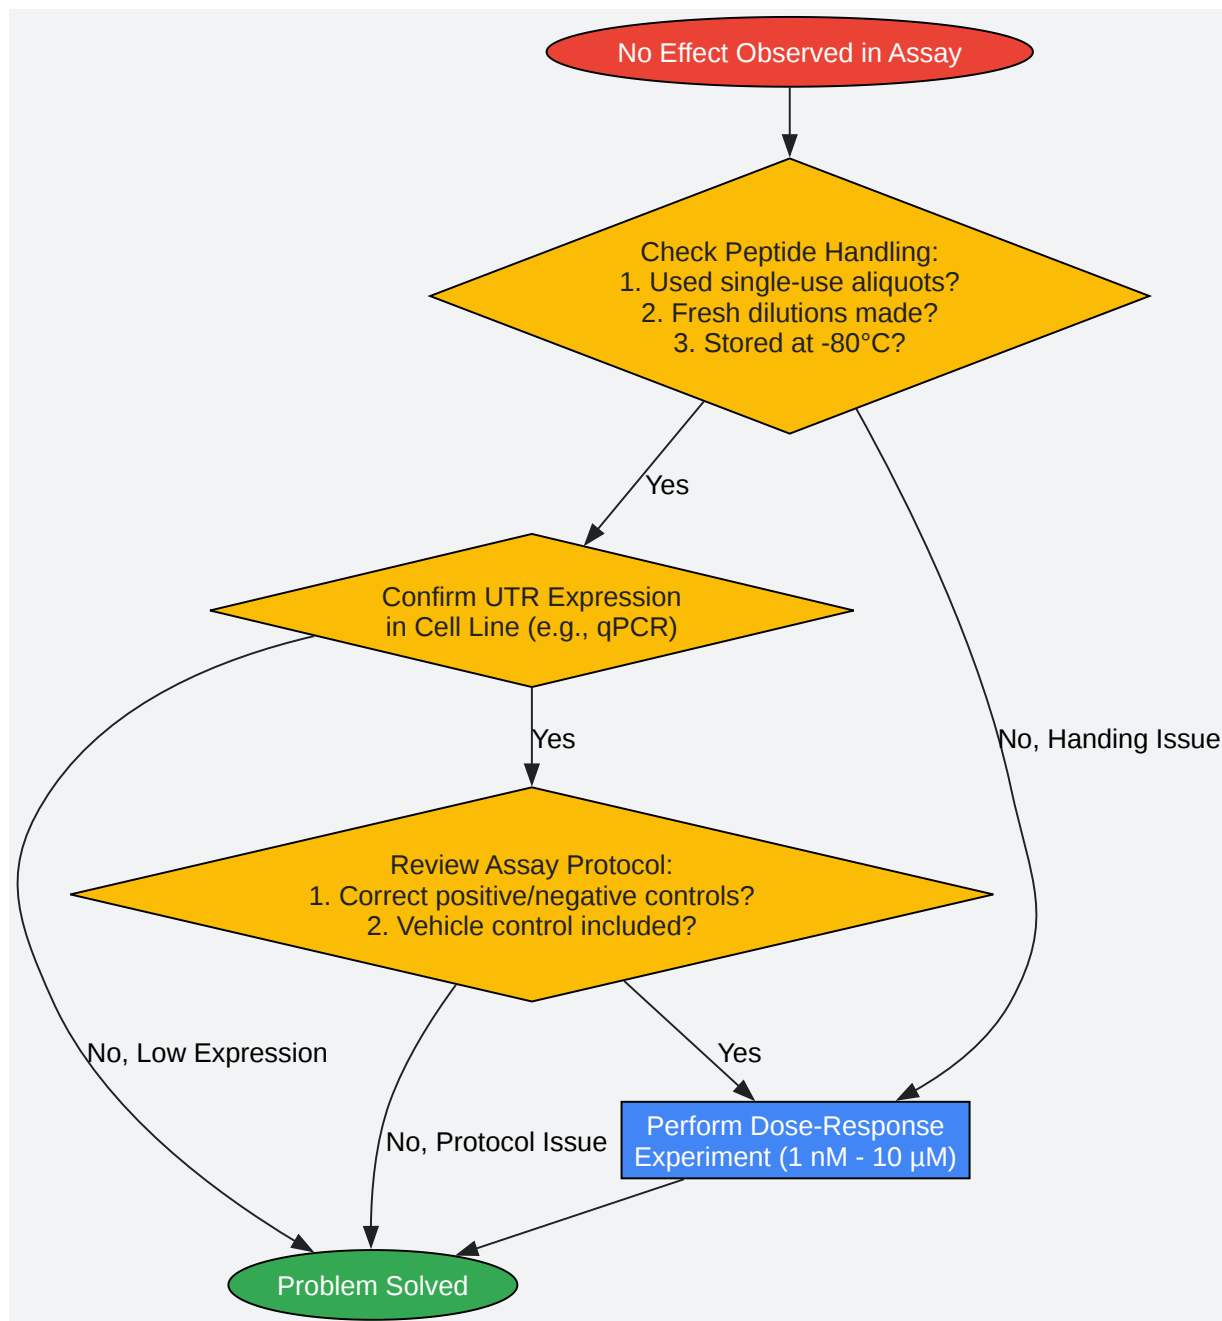 No Effect Observed in Assay
Check Peptide Handling:
1. Used single-use aliquots?
2. Fresh dilutions made?
3. Stored at -80°C?
Yes
Confirm UTR Expression
in Cell Line (e.g., qPCR)
Yes
No, Handing Issue
Review Assay Protocol:
1. Correct positive/negative controls?
2. Vehicle control included?
No, Low Expression
Yes
No, Protocol Issue
Perform Dose-Response
Experiment (1 nM - 10 µM)
Problem Solved